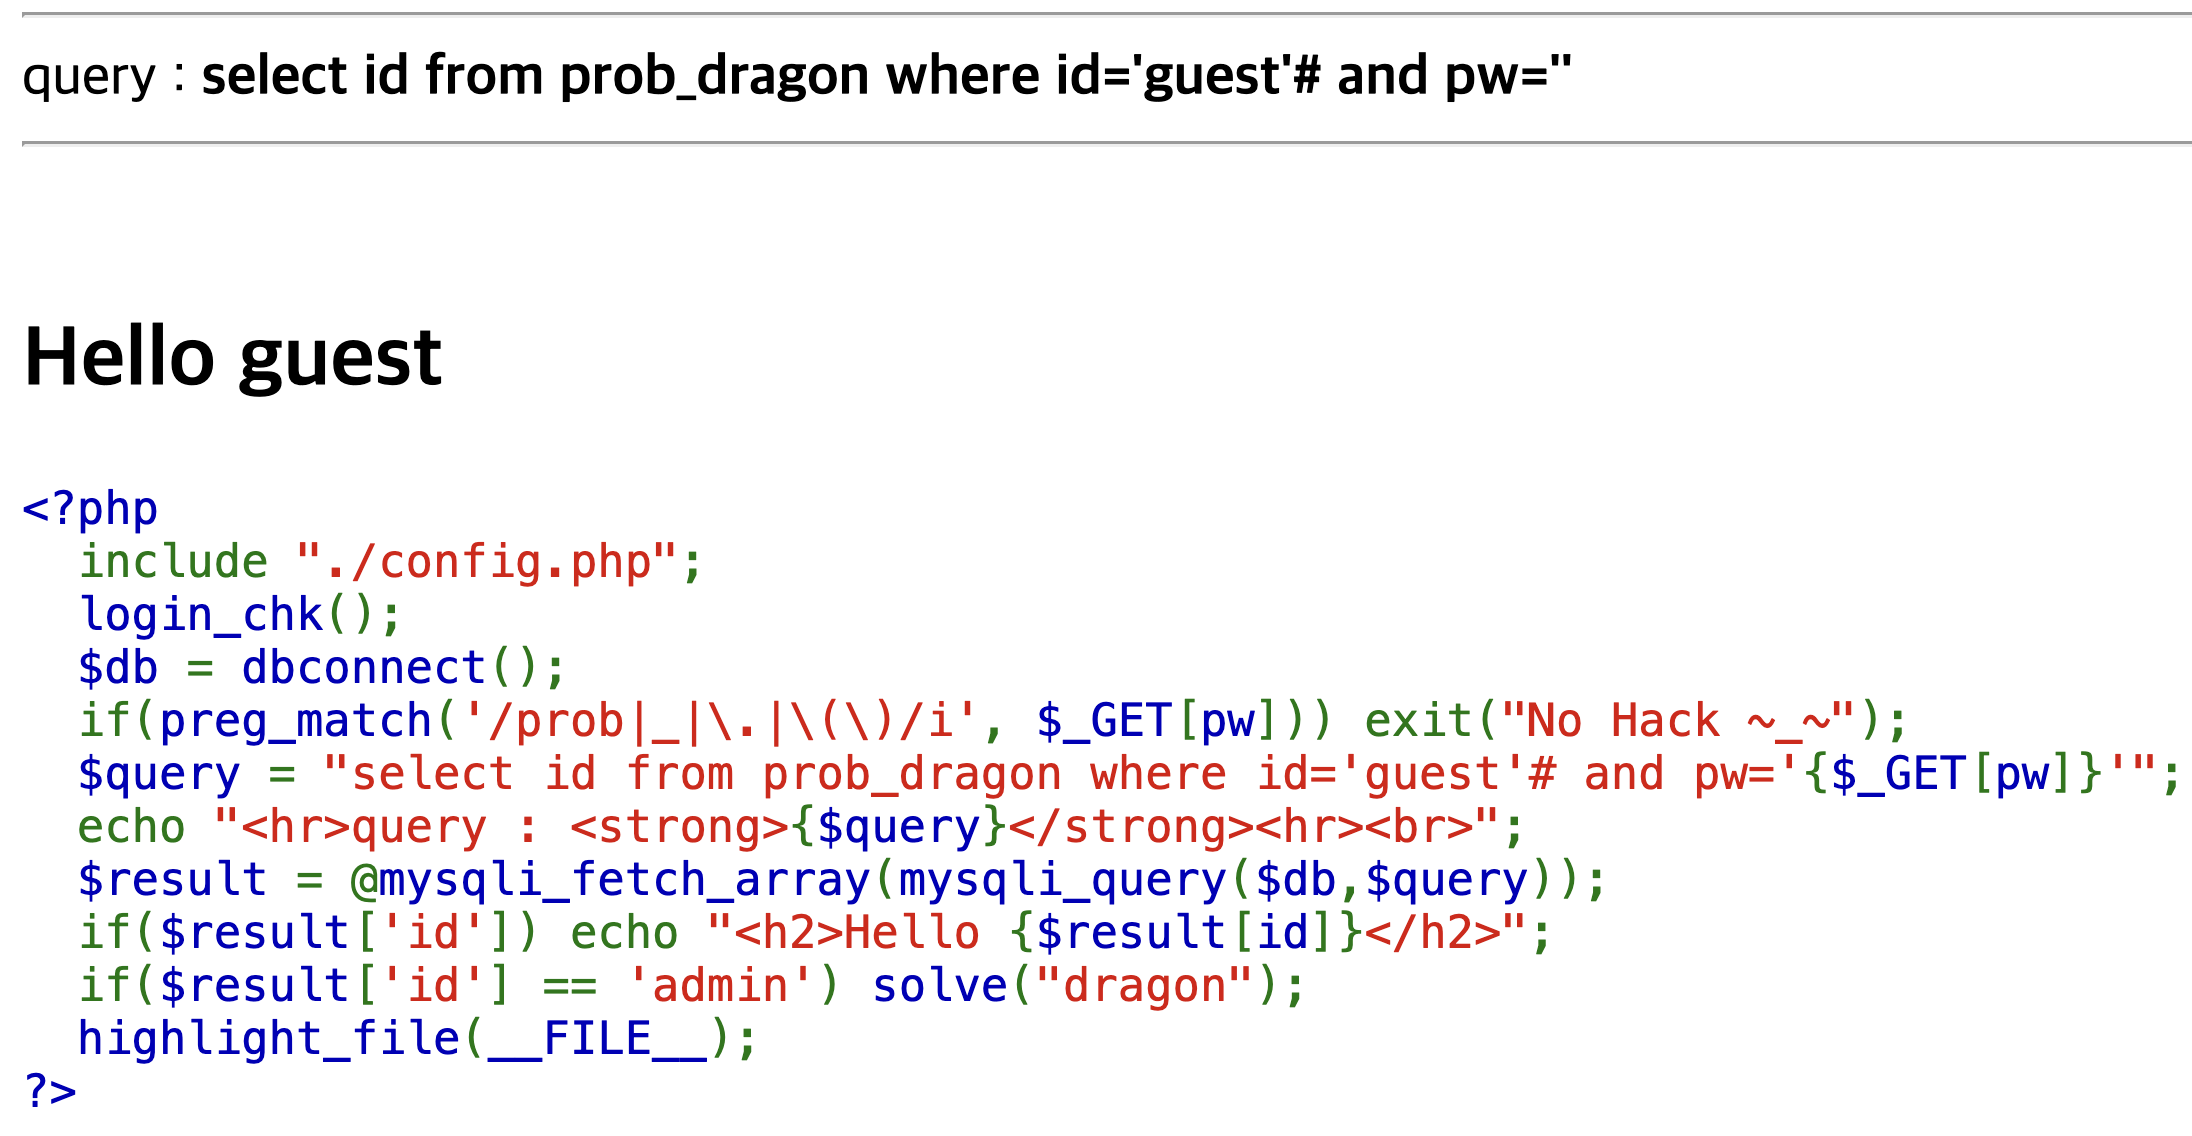 query : select id from prob_dragon where id='guest'# and pw=''
Hello guest
<?php
  include "./config.php";
  login_chk();
  $db = dbconnect();
  if(preg_match('/prob|_|\.|\(\)/i', $_GET[pw])) exit("No Hack ~_~");
  $query = "select id from prob_dragon where id='guest'# and pw='{$_GET[pw]}'";
  echo "<hr>query : <strong>{$query}</strong><hr><br>";
  $result = @mysqli_fetch_array(mysqli_query($db,$query));
  if($result['id']) echo "<h2>Hello {$result[id]}</h2>";
  if($result['id'] == 'admin') solve("dragon");
  highlight_file(__FILE__);
?>